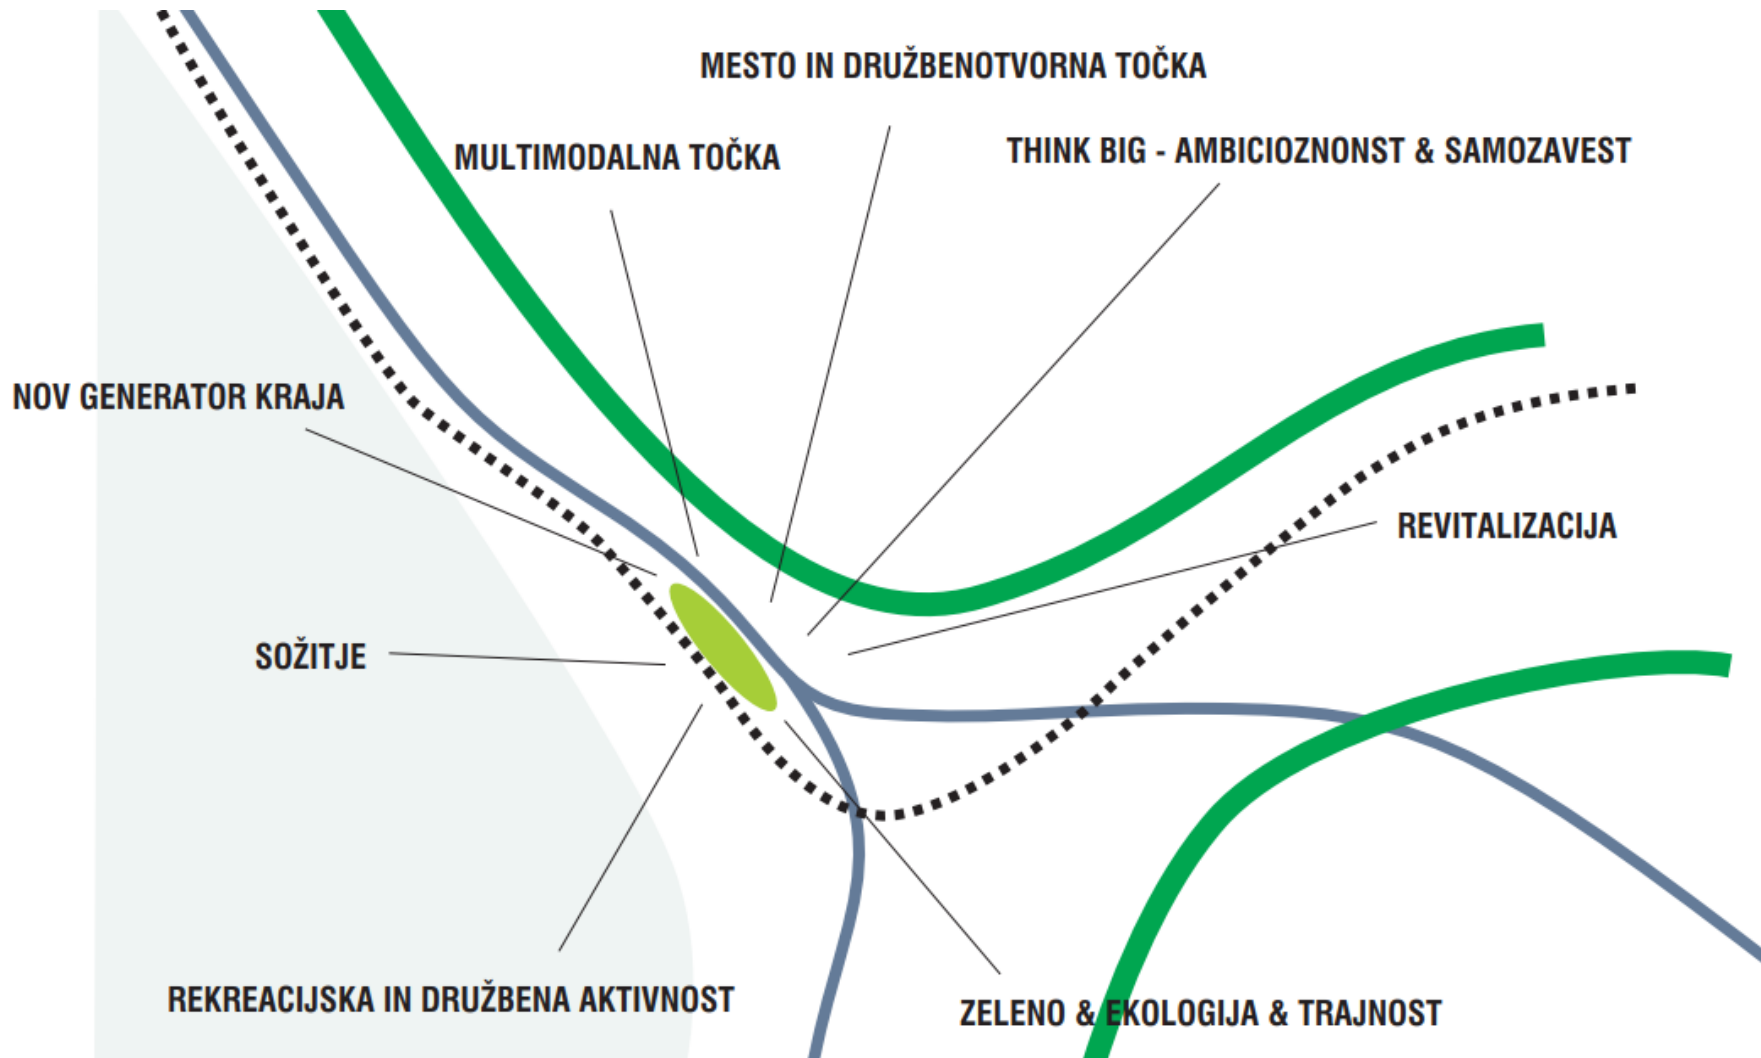 MESTO IN DRUŽBENOTVORNA TOČKA
MULTIMODALNA TOČKA
THINK BIG - AMBICIOZNONST & SAMOZAVEST
NOV GENERATOR KRAJA
REVITALIZACIJA
SOŽITJE
REKREACIJSKA IN DRUŽBENA AKTIVNOST
ZELENO & EKOLOGIJA & TRAJNOST